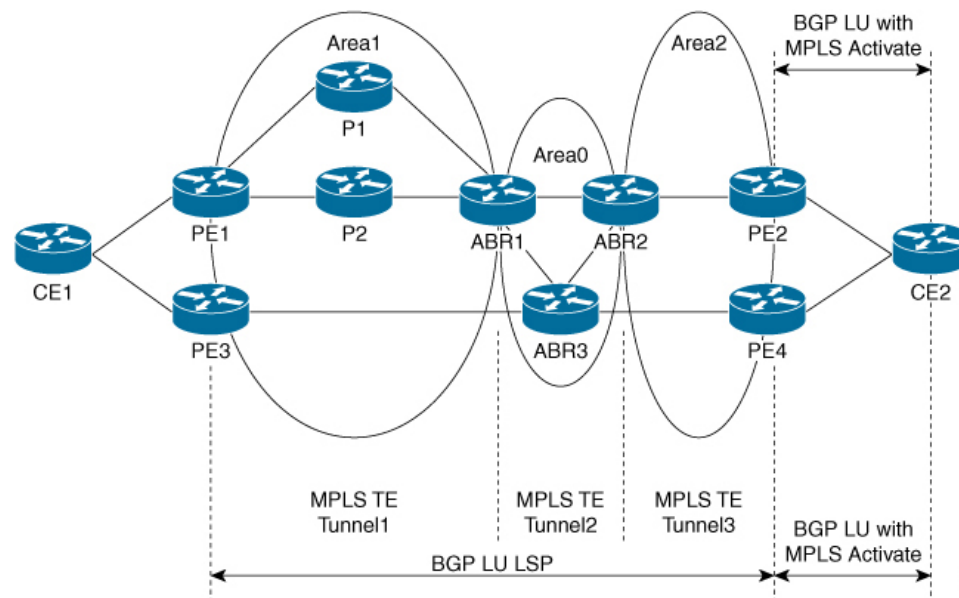 BGP LU with
MPLS Activate
Area1
Area2
P1
Area0
PE1
P2
ABR1
ABR2
PE2
CE1
CE2
PE3
ABR3
PE4
MPLS TE
Tunnel1
MPLS TE
Tunnel2
MPLS TE
Tunnel3
BGP LU with
MPLS Activate
BGP LU LSP